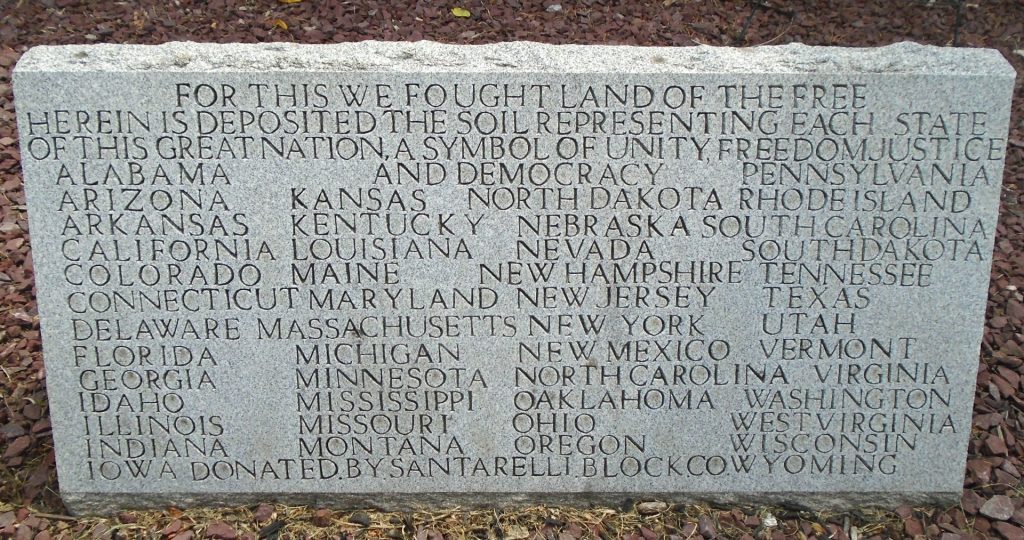 FOR THIS WE FOUGHT LAND OF THE FREE
HEREIN IS DEPOSITED THE SOIL REPRESENTING EACH STATE
OF THIS GREAT NATION, A SYMBOL OF UNITY, FREEDOM JUSTICE
ALABAMA AND DEMOCRACY PENNSYLVANIA
ARIZONA KANSAS NORTH DAKOTA RHODE ISLAND
ARKANSAS KENTUCKY NEBRASKA SOUTH CAROLINA
CALIFORNIA LOUISIANA NEVADA SOUTH DAKOTA
COLORADO MAINE NEW HAMPSHIRE TENNESSEE
CONNECTICUT MARYLAND NEW JERSEY TEXAS
DELAWARE MASSACHUSETTS NEW YORK UTAH
FLORIDA MICHIGAN NEW MEXICO VERMONT
GEORGIA MINNESOTA NORTH CAROLINA VIRGINIA
IDAHO MISSISSIPPI OAKLAHOMA WASHINGTON
ILLINOIS MISSOURI OHIO WEST VIRGINIA
INDIANA MONTANA OREGON WISCONSIN
IOWA DONATED.BY.SANTARELLI.BLOCK CO WYOMING